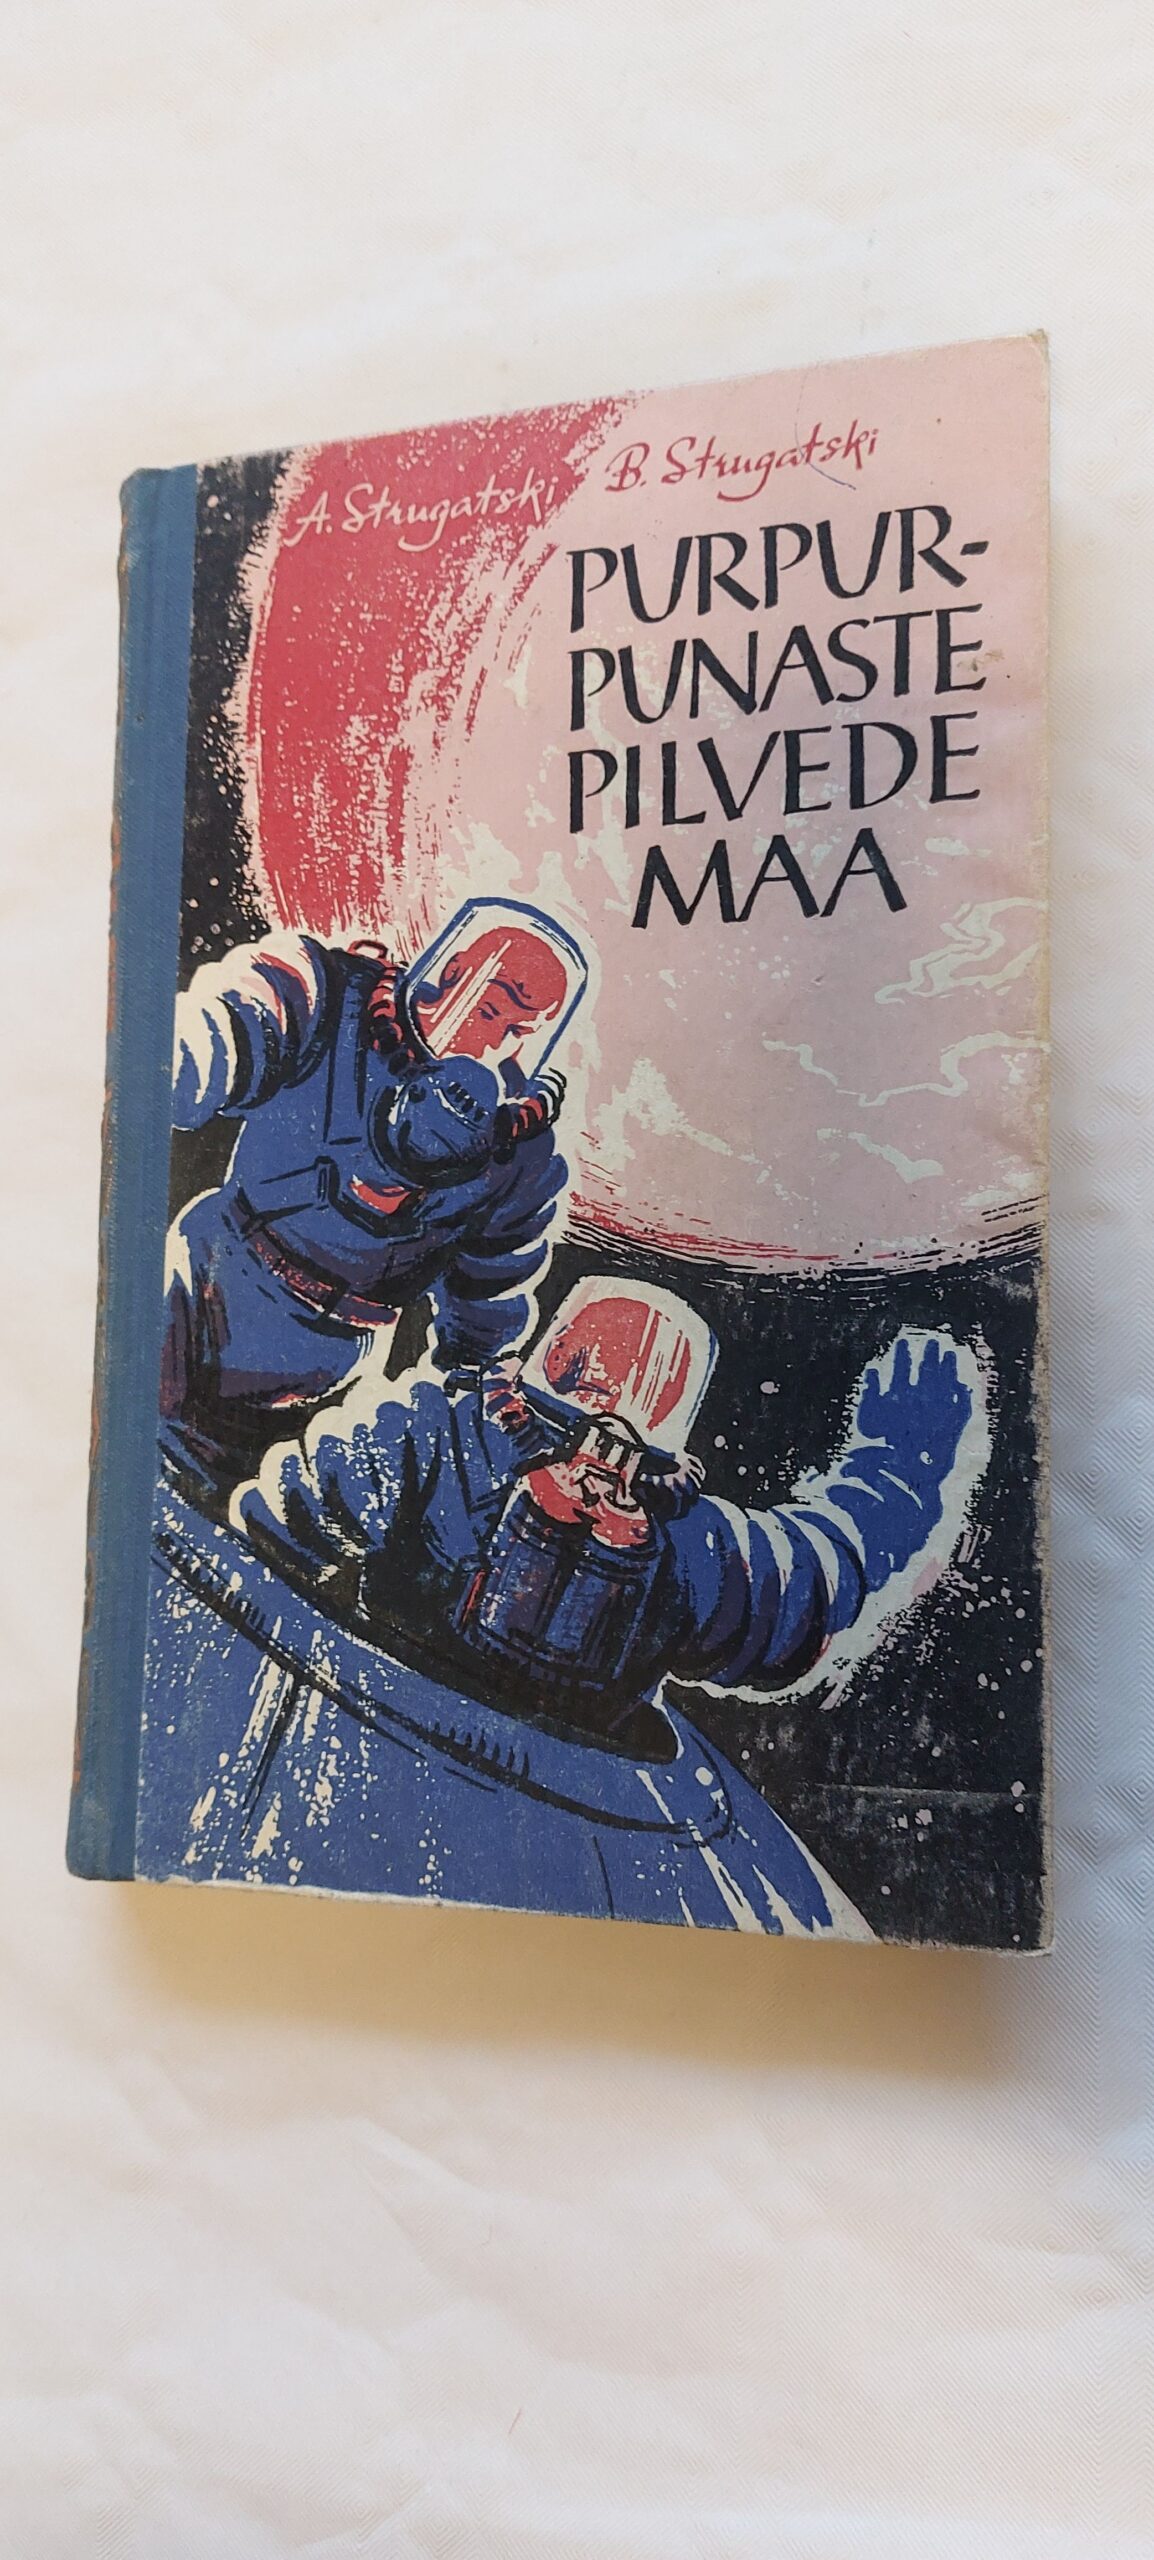 A. Strugatski B. Strugatski
PURPUR-
PUNASTE
PILVEDE
MAA